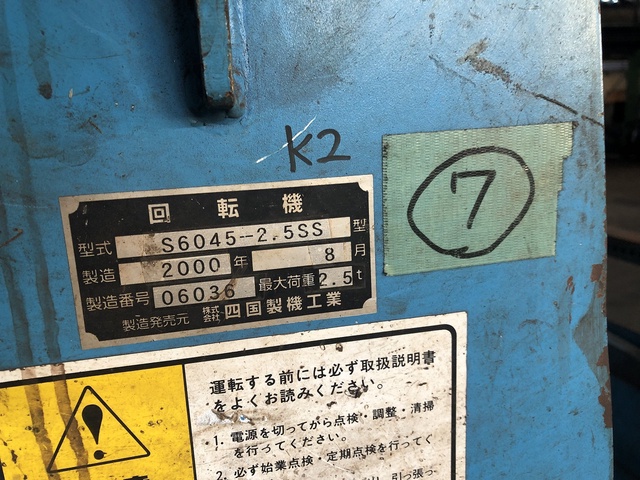 K2
7
回転機
型式 S6045-2.5SS 型
製造 2000 年 8 月
製造番号 06036 最大荷重 2.5 t
製造発売元 株式会社 四国製機工業
運転する前には必ず取扱説明書
をよくお読みください。
1. 電源を切ってから点検・調整・清掃
を行ってください。
2. 必ず始業点検・定期点検を行ってく
り、引っ張っ